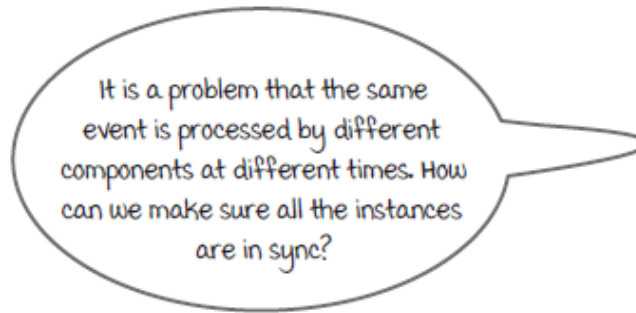 It is a problem that the same
event is processed by different
components at different times. How
can we make sure all the instances
are in sync?